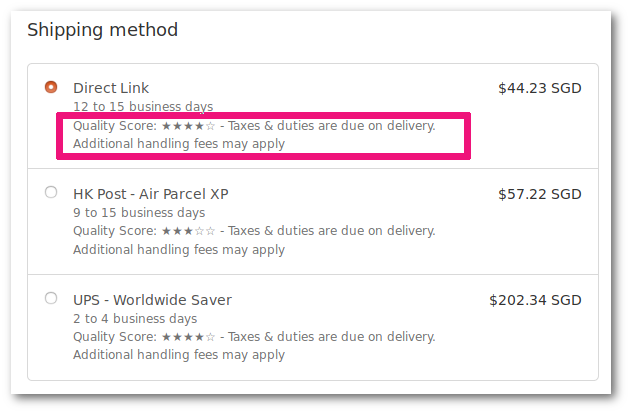 Shipping method
Direct Link
$44.23 SGD
12 to 15 business days
Quality Score: ★★★★☆ - Taxes & duties are due on delivery.
Additional handling fees may apply
HK Post - Air Parcel XP
$57.22 SGD
9 to 15 business days
Quality Score: ★★★☆☆ - Taxes & duties are due on delivery.
Additional handling fees may apply
UPS - Worldwide Saver
$202.34 SGD
2 to 4 business days
Quality Score: ★★★★☆ - Taxes & duties are due on delivery.
Additional handling fees may apply